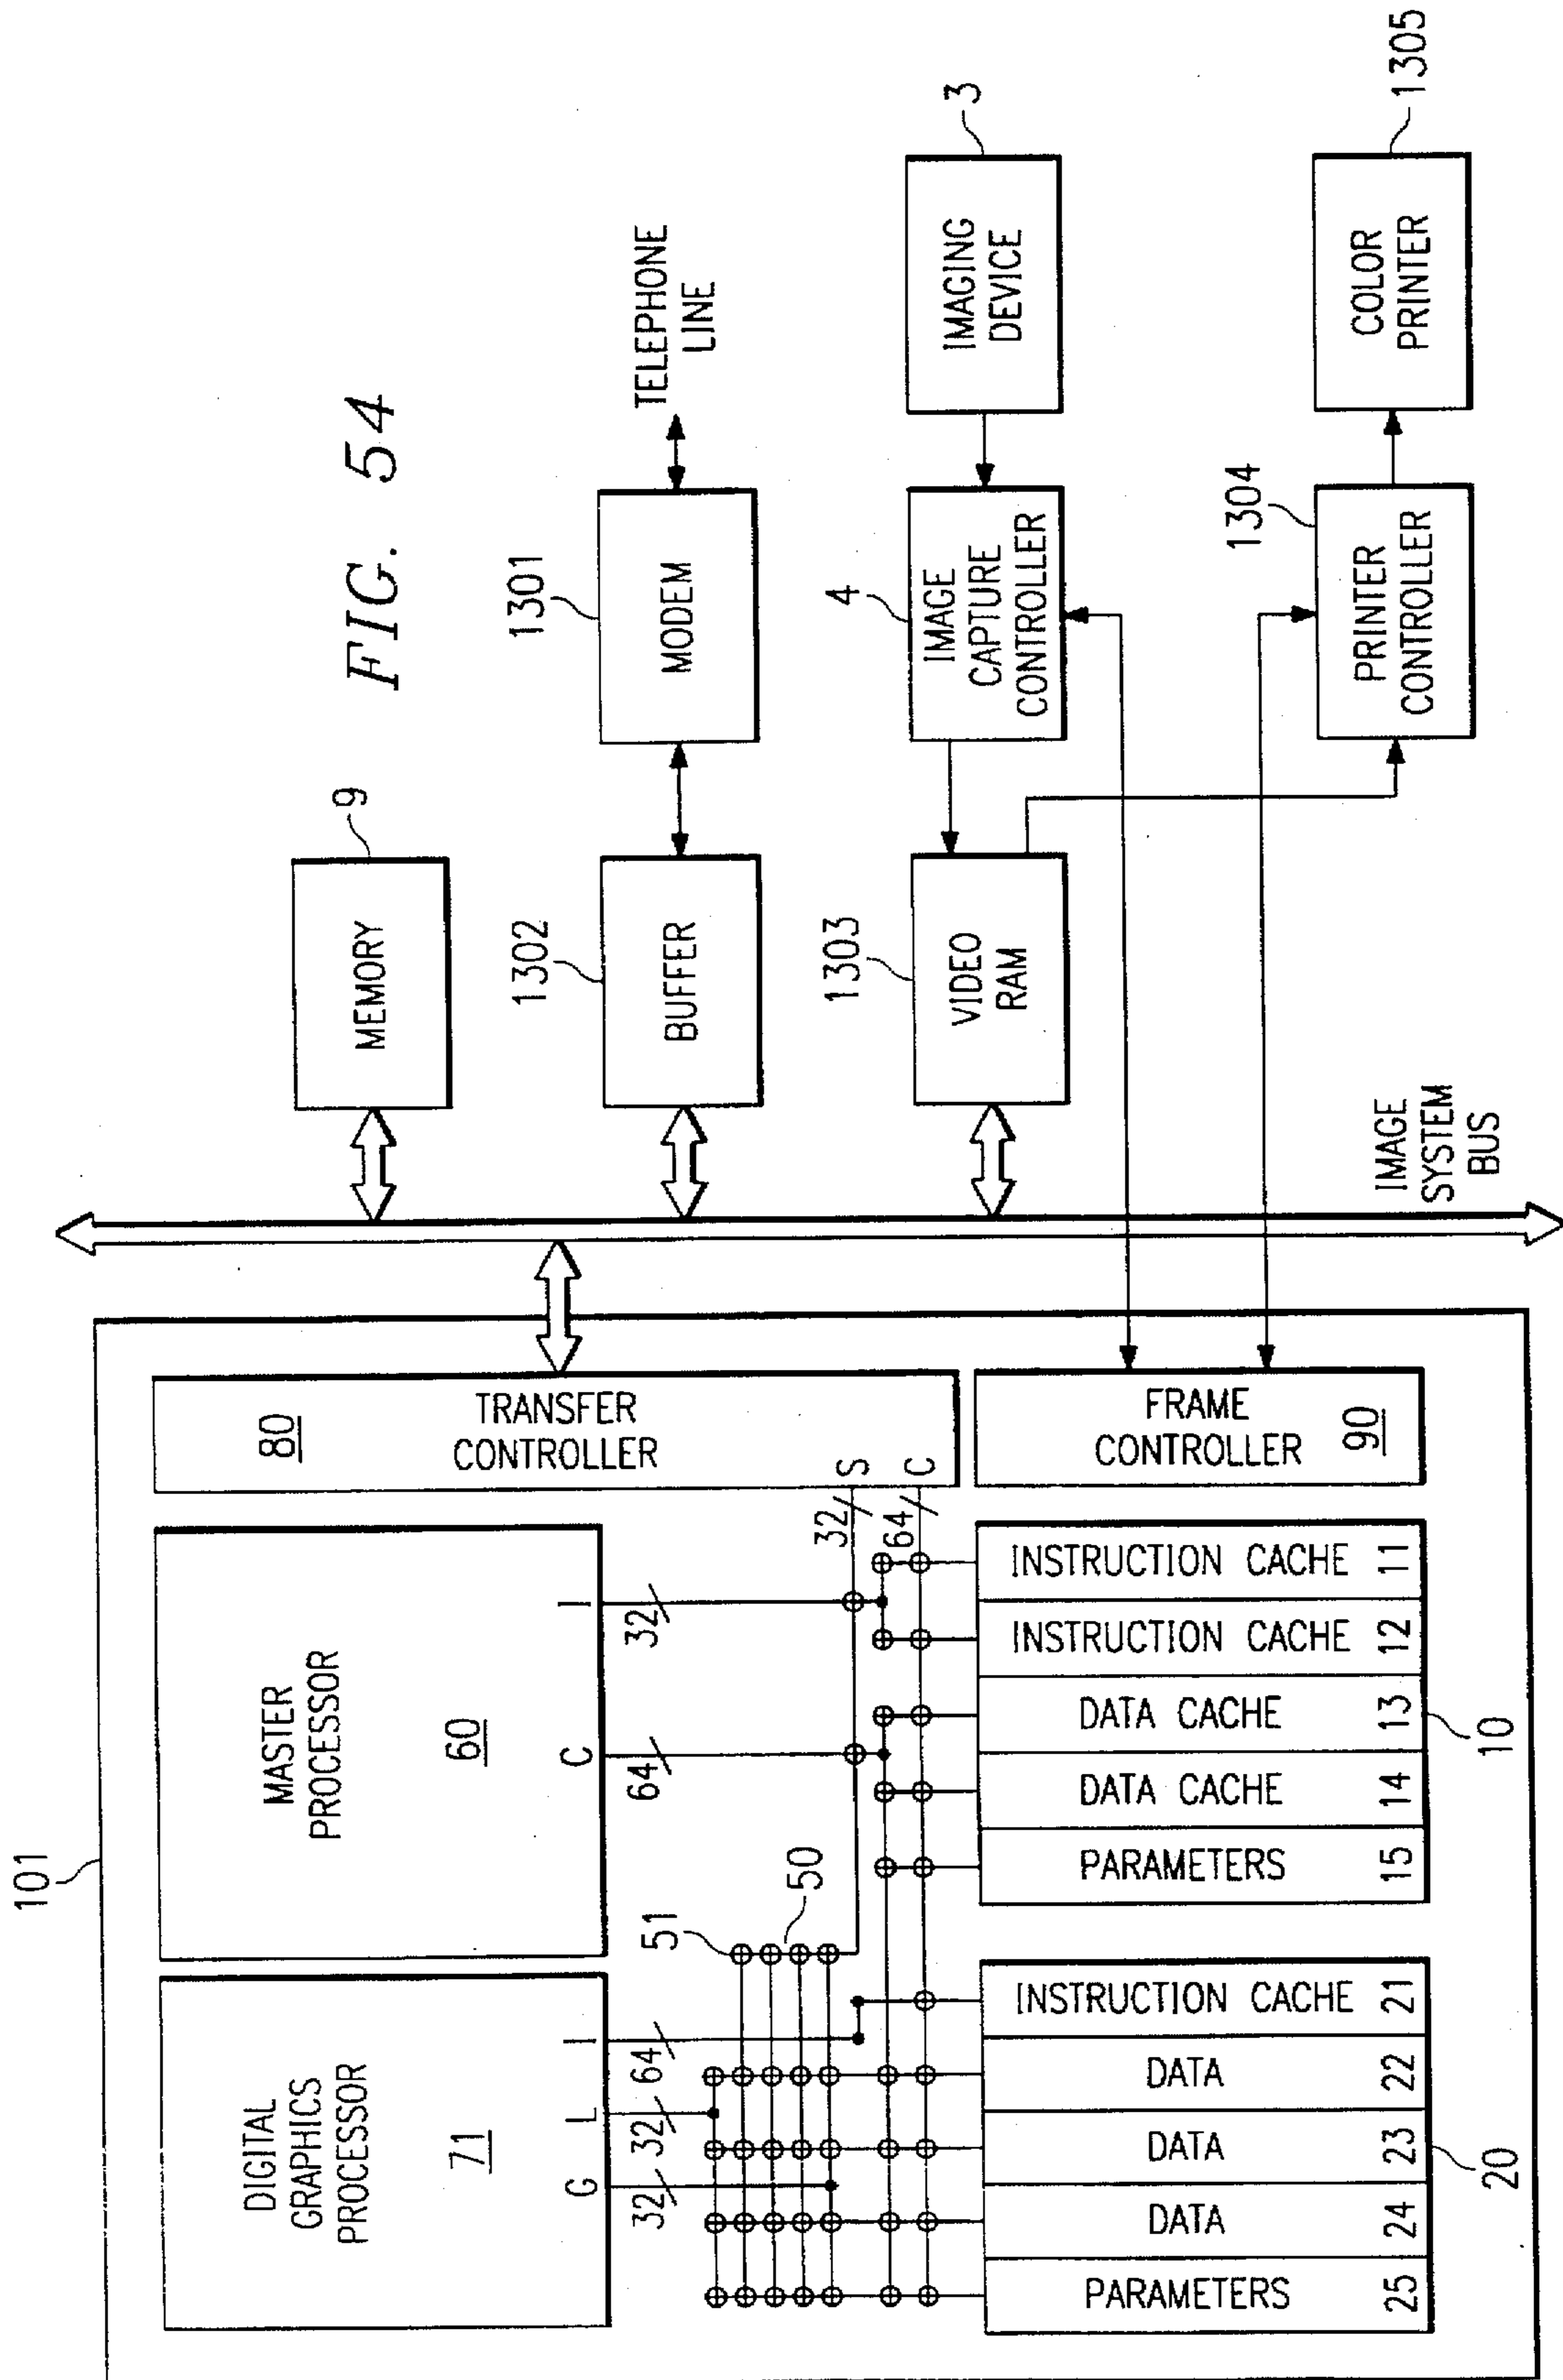 FIG. 54
101
DIGITAL
GRAPHICS
PROCESSOR
71
G
L
I
32
32
64
MASTER
PROCESSOR
60
C
I
64
32
80
TRANSFER
CONTROLLER
S
C
32
64
51
50
PARAMETERS 25
DATA 24
DATA 23
DATA 22
INSTRUCTION CACHE 21
20
PARAMETERS 15
DATA CACHE 14
DATA CACHE 13
INSTRUCTION CACHE 12
INSTRUCTION CACHE 11
10
FRAME
CONTROLLER
90
IMAGE
SYSTEM
BUS
MEMORY
9
1302
BUFFER
1301
MODEM
TELEPHONE
LINE
1303
VIDEO
RAM
4
IMAGE
CAPTURE
CONTROLLER
IMAGING
DEVICE
3
1304
PRINTER
CONTROLLER
COLOR
PRINTER
1305